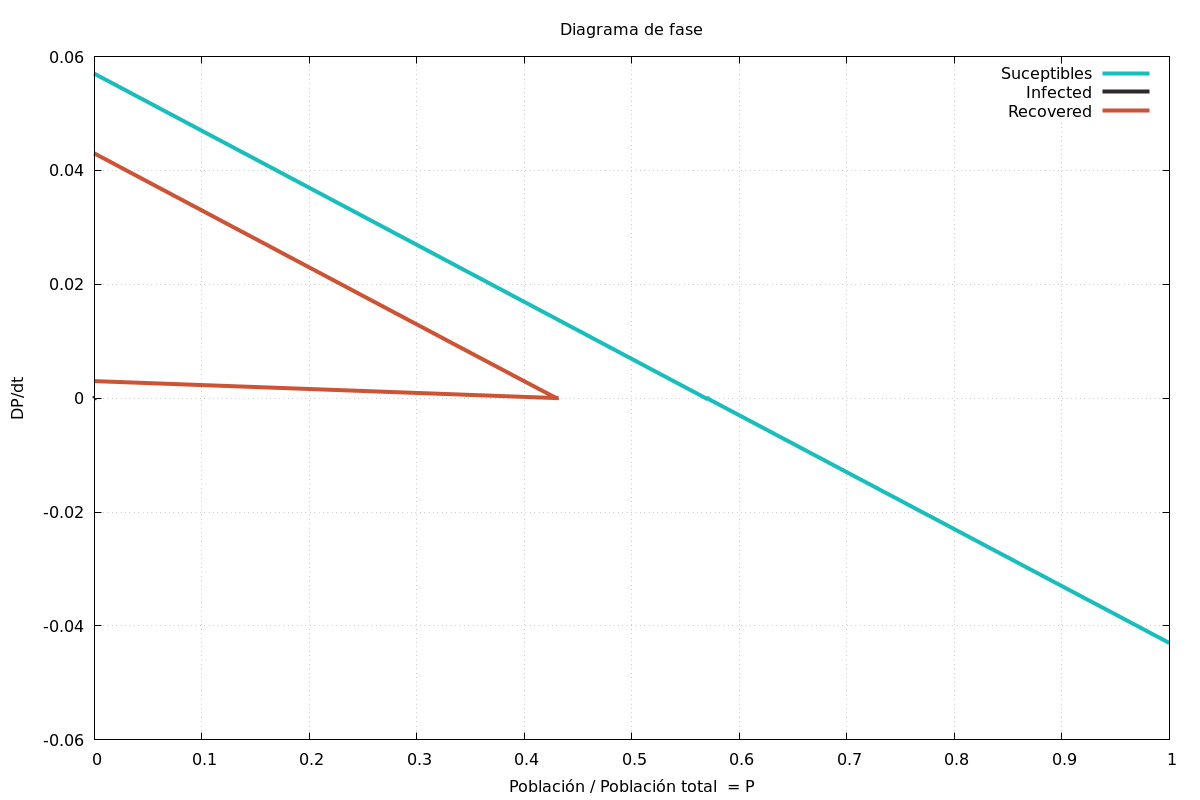 Diagrama de fase
Suceptibles
Infected
Recovered
0.06
0.04
0.02
0
-0.02
-0.04
-0.06
DP/dt
0 0.1 0.2 0.3 0.4 0.5 0.6 0.7 0.8 0.9 1
Población / Población total = P